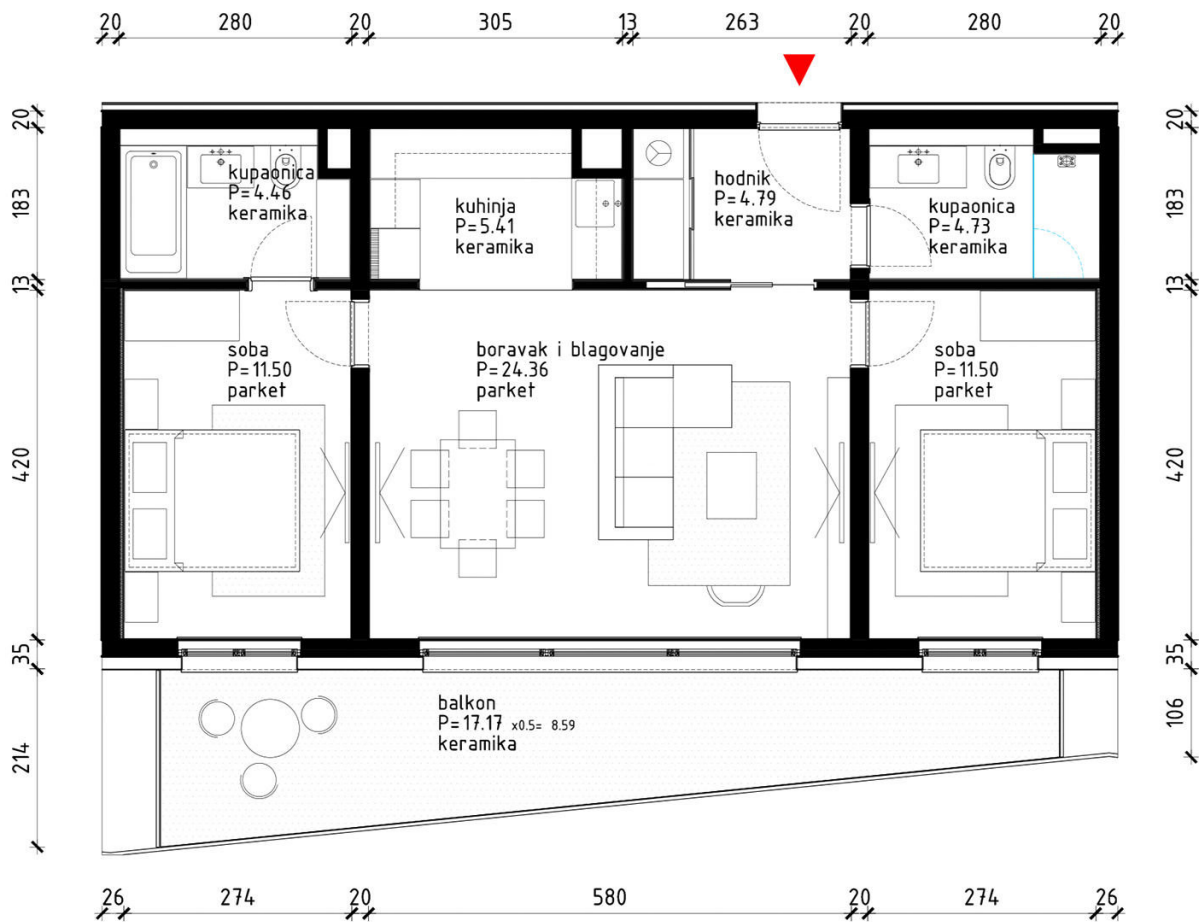 20 280 20 305 13 263 20 280 20
20
183
13
420
35
214
20
183
13
420
35
106
kupaonica
P=4.46
keramika
kuhinja
P=5.41
keramika
hodnik
P=4.79
keramika
kupaonica
P=4.73
keramika
soba
P=11.50
parket
boravak i blagovanje
P=24.36
parket
soba
P=11.50
parket
balkon
P=17.17 x0.5= 8.59
keramika
26 274 20 580 20 274 26